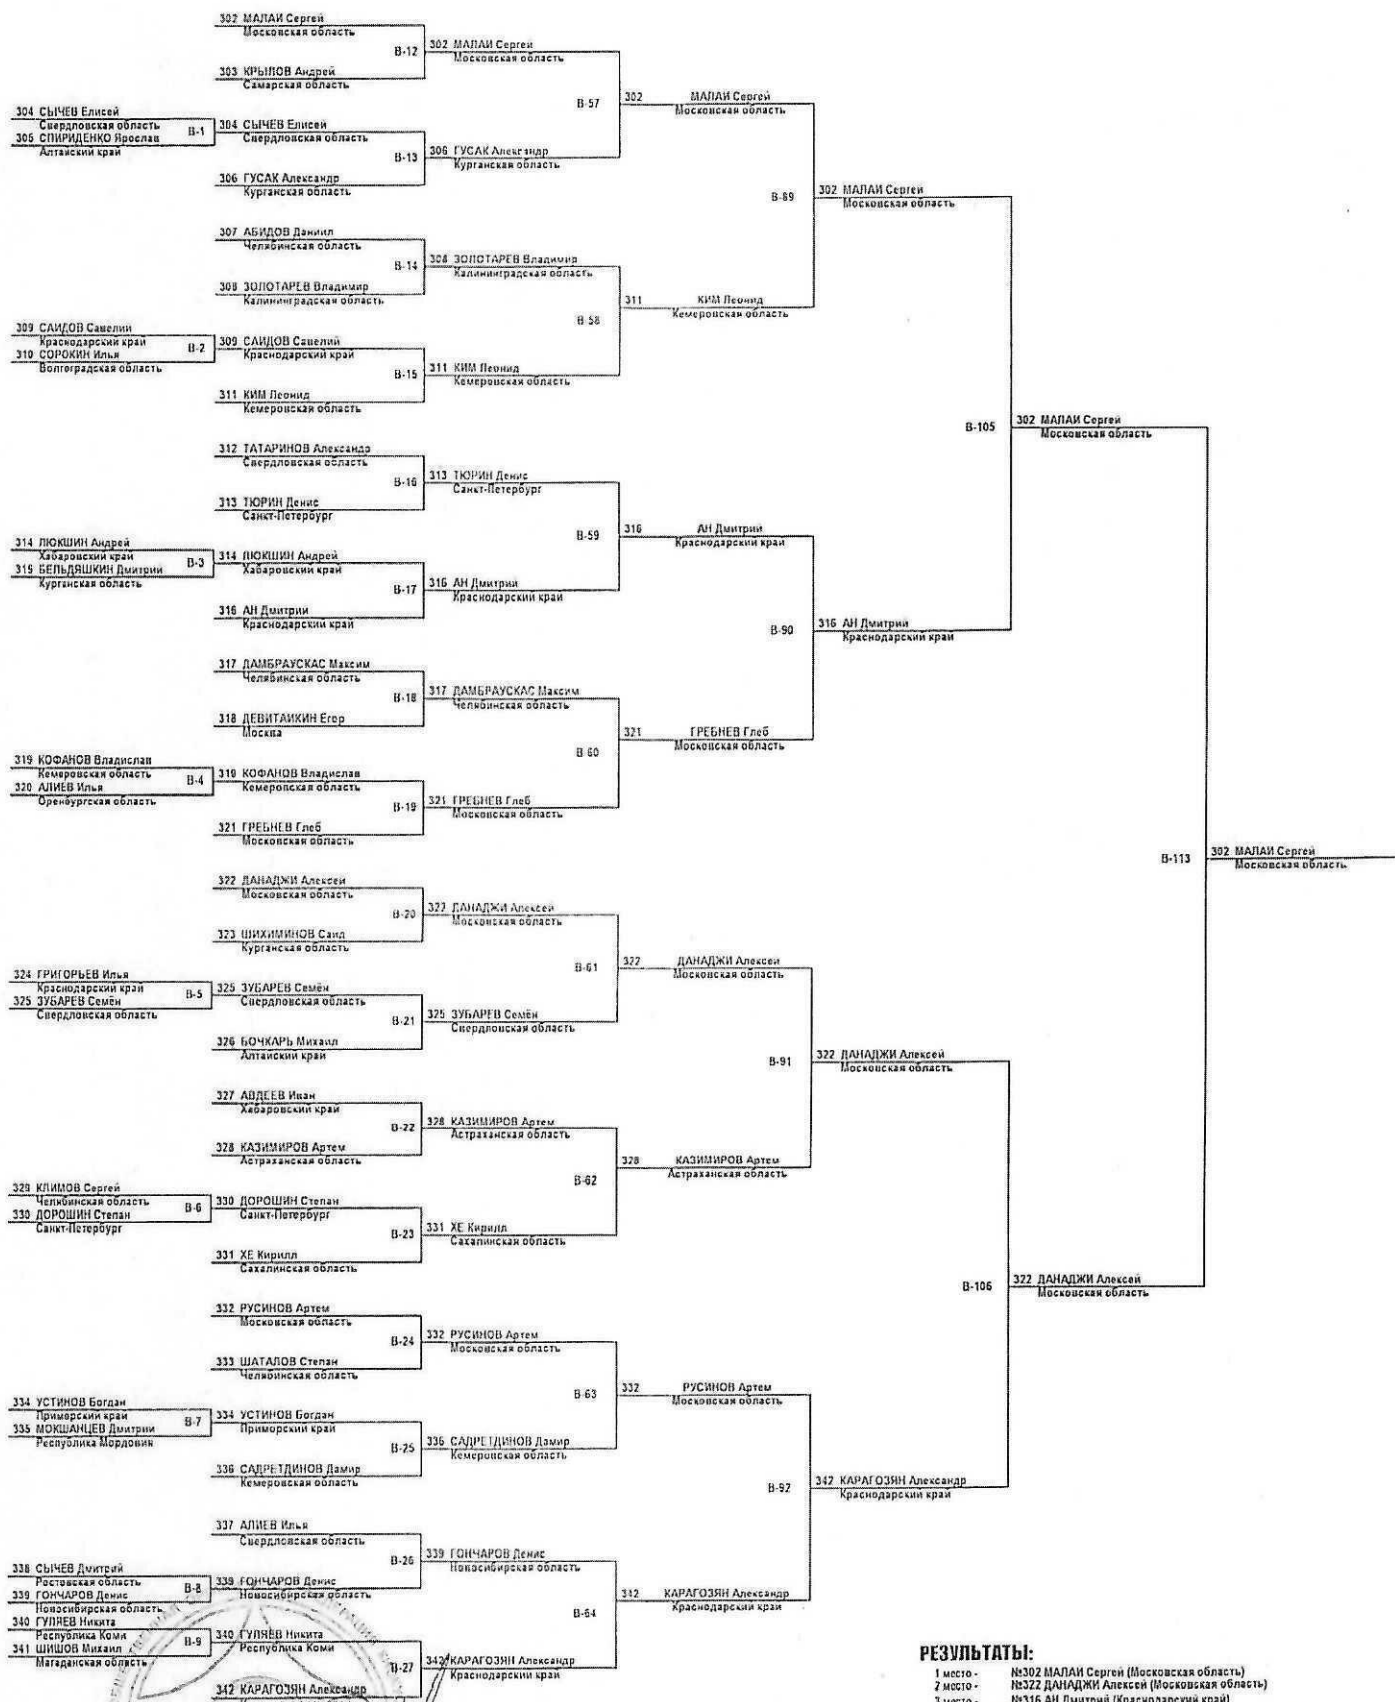 302 МАЛАЙ Сергей
Московская область
В-12
302 МАЛАЙ Сергей
Московская область
303 КРЫЛОВ Андрей
Самарская область
В-57
302 МАЛАЙ Сергей
Московская область
304 СЫЧЕВ Елисей
Свердловская область
В-1
305 СПИРИДЕНКО Ярослав
Алтайский край
304 СЫЧЕВ Елисей
Свердловская область
В-13
306 ГУСАК Александр
Курганская область
306 ГУСАК Александр
Курганская область
В-89
302 МАЛАЙ Сергей
Московская область
307 АБИДОВ Даниил
Челябинская область
В-14
308 ЗОЛОТАРЕВ Владимир
Калининградская область
308 ЗОЛОТАРЕВ Владимир
Калининградская область
В-58
311 КИМ Леонид
Кемеровская область
309 САИДОВ Савелий
Краснодарский край
В-2
310 СОРОКИН Илья
Волгоградская область
309 САИДОВ Савелий
Краснодарский край
В-15
311 КИМ Леонид
Кемеровская область
311 КИМ Леонид
Кемеровская область
В-105
302 МАЛАЙ Сергей
Московская область
312 ТАТАРИНОВ Александр
Свердловская область
В-16
313 ТЮРИН Денис
Санкт-Петербург
313 ТЮРИН Денис
Санкт-Петербург
В-59
316 АН Дмитрий
Краснодарский край
314 ЛЮКШИН Андрей
Хабаровский край
В-3
315 БЕЛЬДЯШКИН Дмитрий
Курганская область
314 ЛЮКШИН Андрей
Хабаровский край
В-17
316 АН Дмитрий
Краснодарский край
316 АН Дмитрий
Краснодарский край
В-90
316 АН Дмитрий
Краснодарский край
317 ДАМБРАУСКАС Максим
Челябинская область
В-18
317 ДАМБРАУСКАС Максим
Челябинская область
318 ДЕВИТАЙКИН Егор
Москва
В-60
321 ГРЕБНЕВ Глеб
Московская область
319 КОФАНОВ Владислав
Кемеровская область
В-4
320 АЛИЕВ Илья
Оренбургская область
319 КОФАНОВ Владислав
Кемеровская область
В-19
321 ГРЕБНЕВ Глеб
Московская область
321 ГРЕБНЕВ Глеб
Московская область
В-113
302 МАЛАЙ Сергей
Московская область
322 ДАНАДЖИ Алексей
Московская область
В-20
322 ДАНАДЖИ Алексей
Московская область
323 ШИХИМИНОВ Саид
Курганская область
В-61
322 ДАНАДЖИ Алексей
Московская область
324 ГРИГОРЬЕВ Илья
Краснодарский край
В-5
325 ЗУБАРЕВ Семён
Свердловская область
325 ЗУБАРЕВ Семён
Свердловская область
В-21
325 ЗУБАРЕВ Семён
Свердловская область
326 БОЧКАРЬ Михаил
Алтайский край
В-91
322 ДАНАДЖИ Алексей
Московская область
327 АВДЕЕВ Иван
Хабаровский край
В-22
328 КАЗИМИРОВ Артем
Астраханская область
328 КАЗИМИРОВ Артем
Астраханская область
В-62
328 КАЗИМИРОВ Артем
Астраханская область
329 КЛИМОВ Сергей
Челябинская область
В-6
330 ДОРОШИН Степан
Санкт-Петербург
330 ДОРОШИН Степан
Санкт-Петербург
В-23
331 ХЕ Кирилл
Сахалинская область
331 ХЕ Кирилл
Сахалинская область
В-106
322 ДАНАДЖИ Алексей
Московская область
332 РУСИНОВ Артем
Московская область
В-24
332 РУСИНОВ Артем
Московская область
333 ШАТАЛОВ Степан
Челябинская область
В-63
332 РУСИНОВ Артем
Московская область
334 УСТИНОВ Богдан
Приморский край
В-7
335 МОКШАНЦЕВ Дмитрий
Республика Мордовия
334 УСТИНОВ Богдан
Приморский край
В-25
336 САДРЕТДИНОВ Дамир
Кемеровская область
336 САДРЕТДИНОВ Дамир
Кемеровская область
В-92
342 КАРАГОЗЯН Александр
Краснодарский край
337 АЛИЕВ Илья
Свердловская область
В-26
339 ГОНЧАРОВ Денис
Новосибирская область
338 СЫЧЕВ Дмитрий
Ростовская область
В-8
339 ГОНЧАРОВ Денис
Новосибирская область
339 ГОНЧАРОВ Денис
Новосибирская область
В-64
342 КАРАГОЗЯН Александр
Краснодарский край
340 ГУЛЯЕВ Никита
Республика Коми
В-9
341 ШИШОВ Михаил
Магаданская область
340 ГУЛЯЕВ Никита
Республика Коми
В-27
342 КАРАГОЗЯН Александр
Краснодарский край
342 КАРАГОЗЯН Александр
РЕЗУЛЬТАТЫ:
1 место - №302 МАЛАЙ Сергей (Московская область)
2 место - №322 ДАНАДЖИ Алексей (Московская область)
3 место - №316 АН Дмитрий (Краснодарский край)